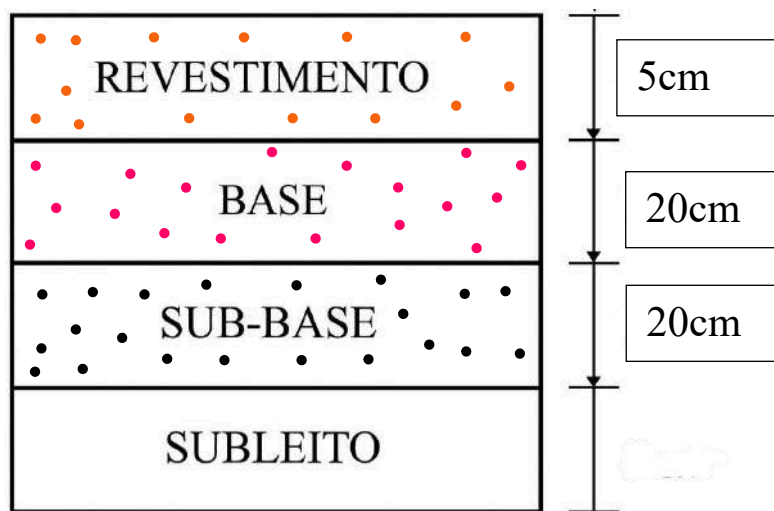 REVESTIMENTO
5cm
BASE
20cm
SUB-BASE
20cm
SUBLEITO